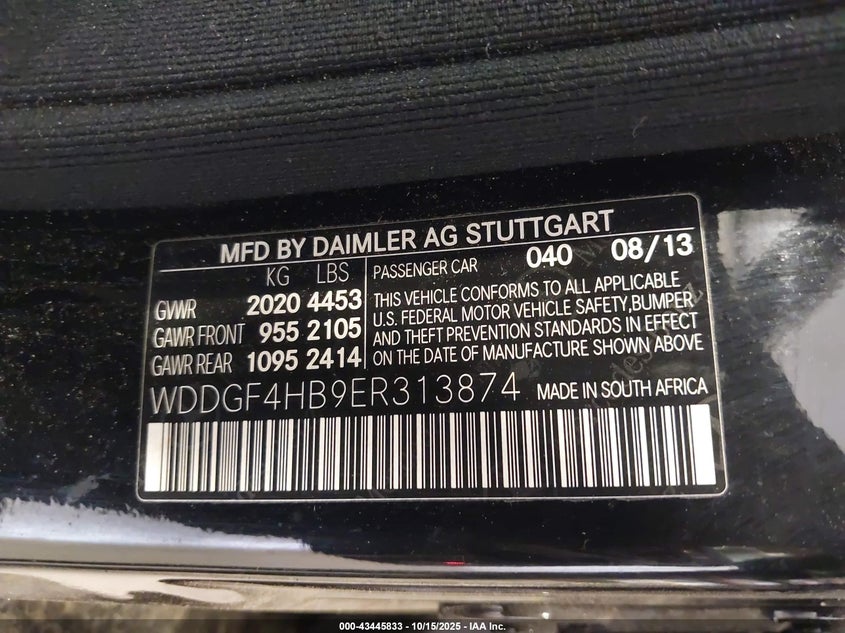 MFD BY DAIMLER AG STUTTGART
KG LBS PASSENGER CAR 040 08/13
GVWR 2020 4453
GAWR FRONT 955 2105
GAWR REAR 1095 2414
THIS VEHICLE CONFORMS TO ALL APPLICABLE
U.S. FEDERAL MOTOR VEHICLE SAFETY,BUMPER
AND THEFT PREVENTION STANDARDS IN EFFECT
ON THE DATE OF MANUFACTURE SHOWN ABOVE
WDDGF4HB9ER313874 MADE IN SOUTH AFRICA
000-43445833 - 10/15/2025 - IAA Inc.